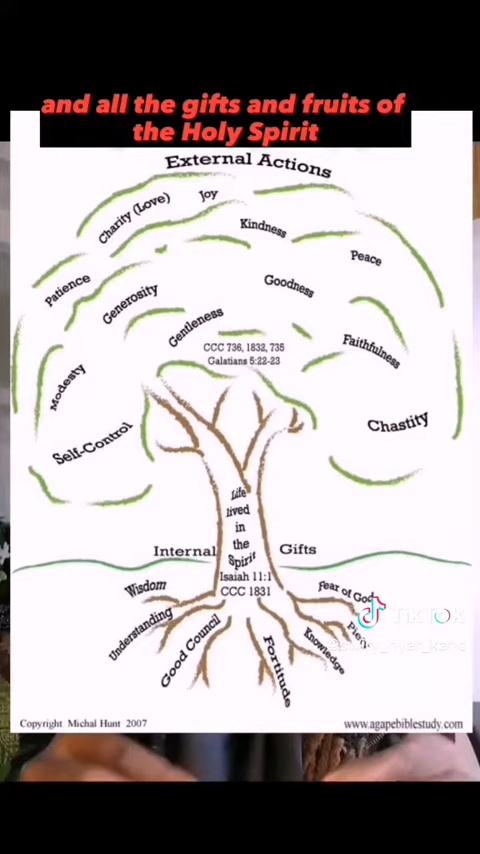 and all the gifts and fruits of
the Holy Spirit
External Actions
Charity (Love)
Joy
Kindness
Peace
Patience
Generosity
Goodness
Gentleness
Faithfulness
CCC 736, 1832, 735
Galatians 5:22-23
Modesty
Self-Control
Chastity
Life
lived
in
the
Spirit
Internal
Gifts
Isaiah 11:1
CCC 1831
Wisdom
Understanding
Good Council
Fortitude
Knowledge
Piety
Fear of God
TikTok
Copyright Michal Hunt 2007
www.agapebiblestudy.com